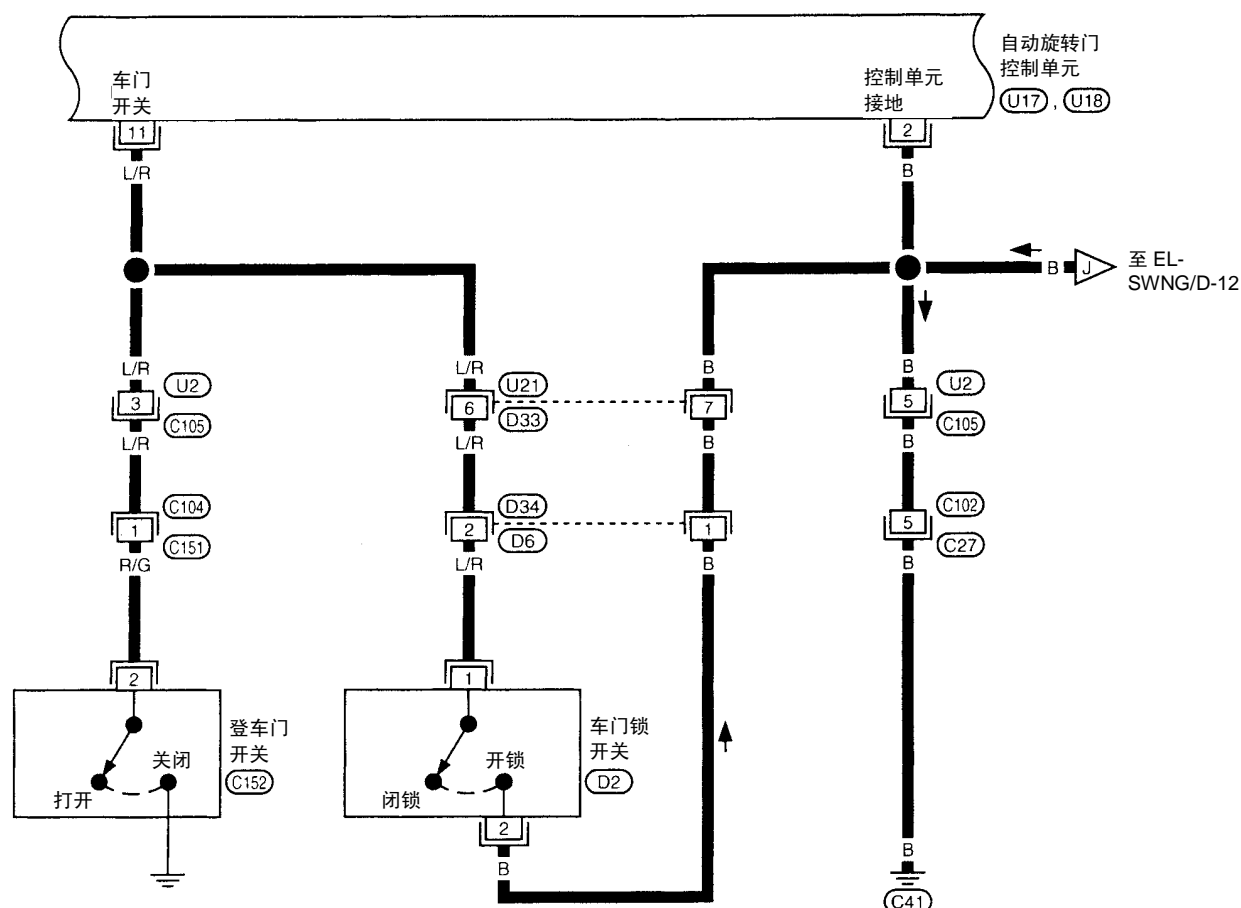 自动旋转门
控制单元
U17 , U18
车门
开关
控制单元
接地
11
2
L/R
B
B
J
至 EL-
SWNG/D-12
L/R
L/R
B
B
3
U2
C105
6
U21
D33
7
5
U2
C105
L/R
L/R
B
B
1
C104
C151
2
D34
D6
1
5
C102
C27
R/G
L/R
B
B
2
1
登车门
开关
C152
关闭
打开
车门锁
开关
D2
开锁
闭锁
2
B
B
C41